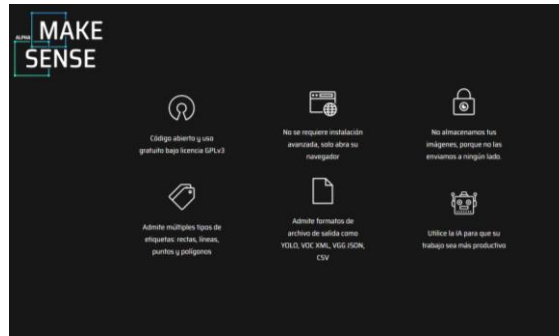 ALPHA
MAKE
SENSE
Código abierto y uso
gratuito bajo licencia GPLv3
No se requiere instalación
avanzada, solo abra su
navegador
No almacenamos tus
imágenes, porque no las
enviamos a ningún lado.
Admite múltiples tipos de
etiquetas: rectas, líneas,
puntos y polígonos
Admite formatos de
archivo de salida como
YOLO, VOC XML, VGG JSON,
CSV
Utilice la IA para que su
trabajo sea más productivo